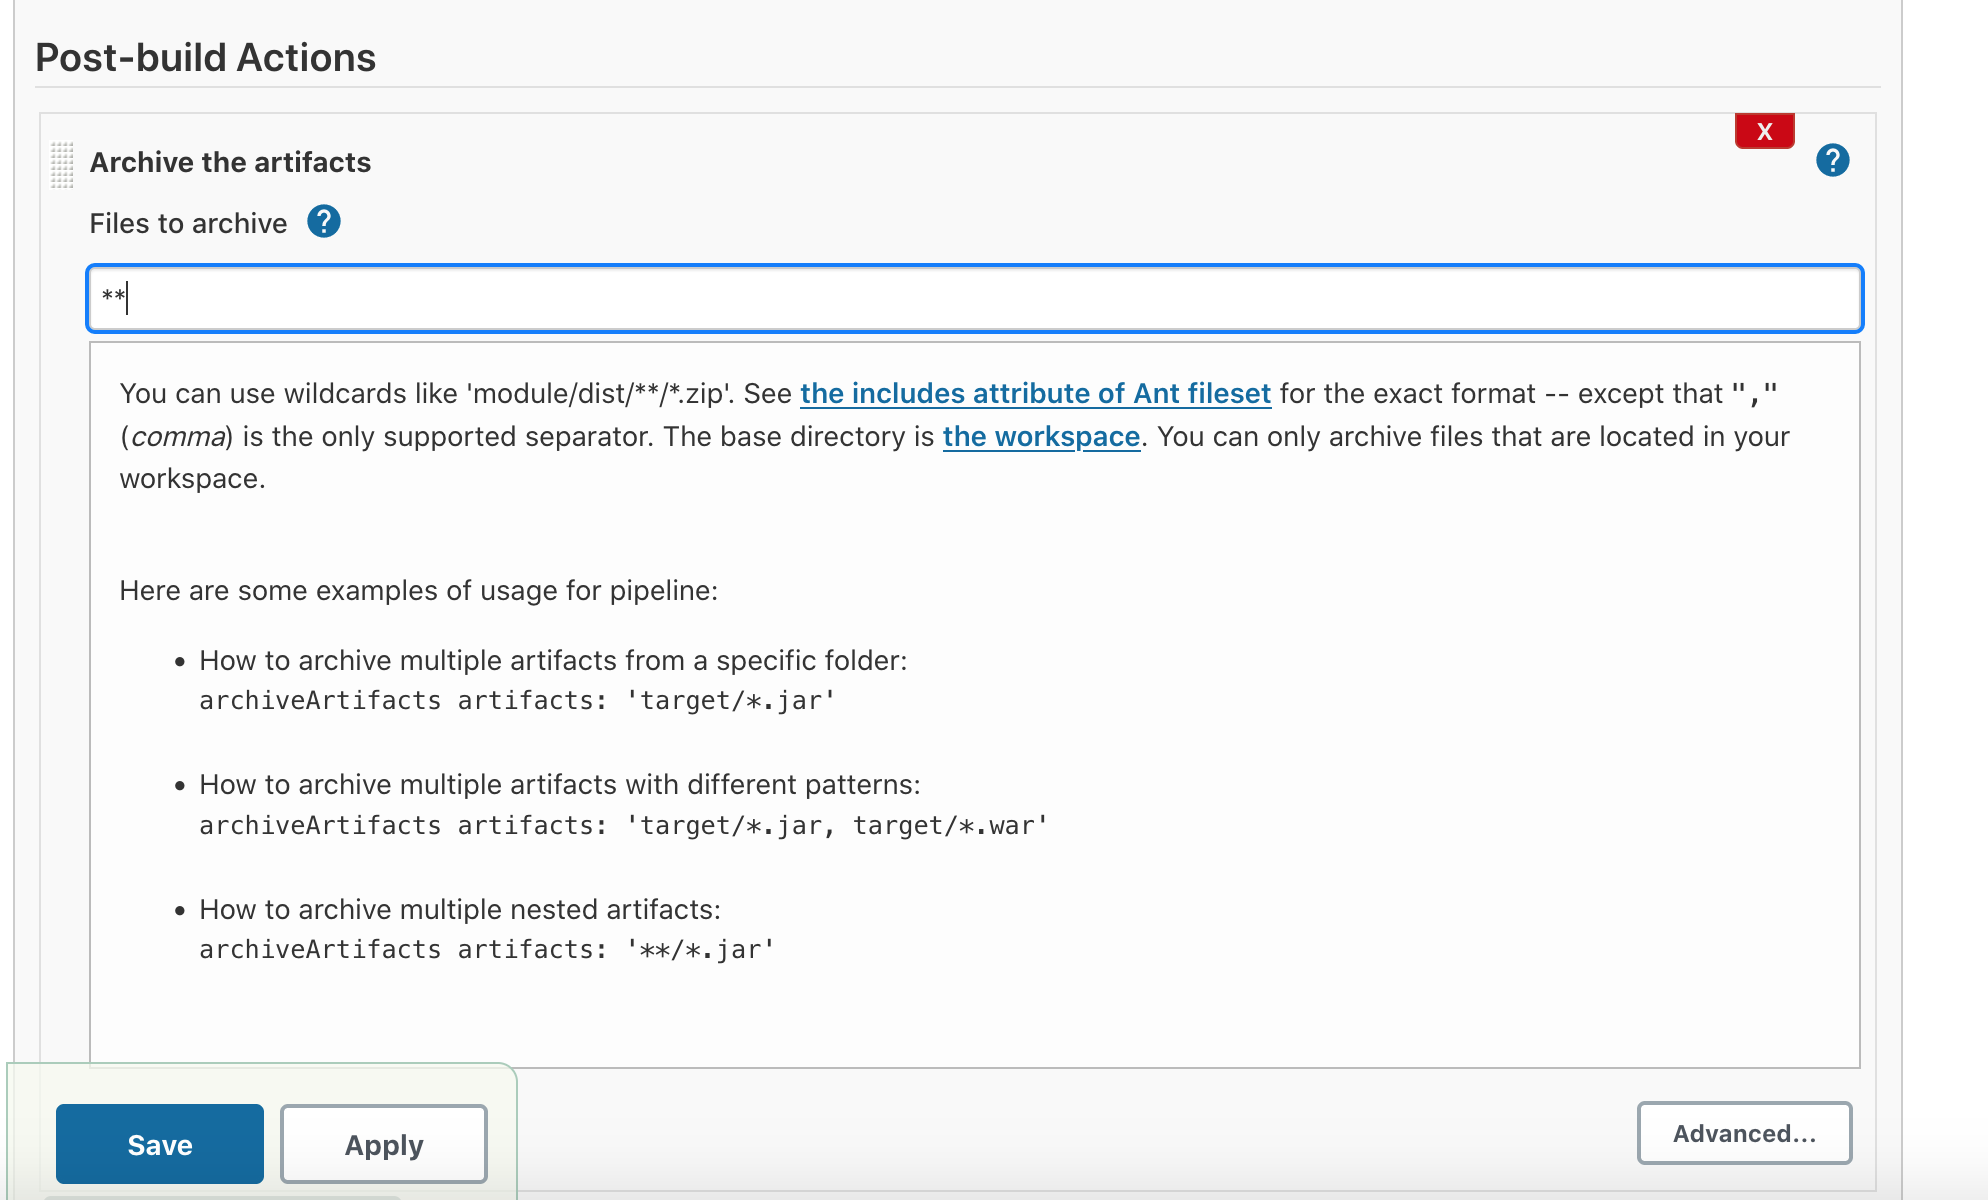 Post-build Actions
X
Archive the artifacts
?
Files to archive ?
**
You can use wildcards like 'module/dist/**/*.zip'. See the includes attribute of Ant fileset for the exact format -- except that ","
(comma) is the only supported separator. The base directory is the workspace. You can only archive files that are located in your
workspace.
Here are some examples of usage for pipeline:
• How to archive multiple artifacts from a specific folder:
archiveArtifacts artifacts: 'target/*.jar'
• How to archive multiple artifacts with different patterns:
archiveArtifacts artifacts: 'target/*.jar, target/*.war'
• How to archive multiple nested artifacts:
archiveArtifacts artifacts: '**/*.jar'
Save Apply Advanced...